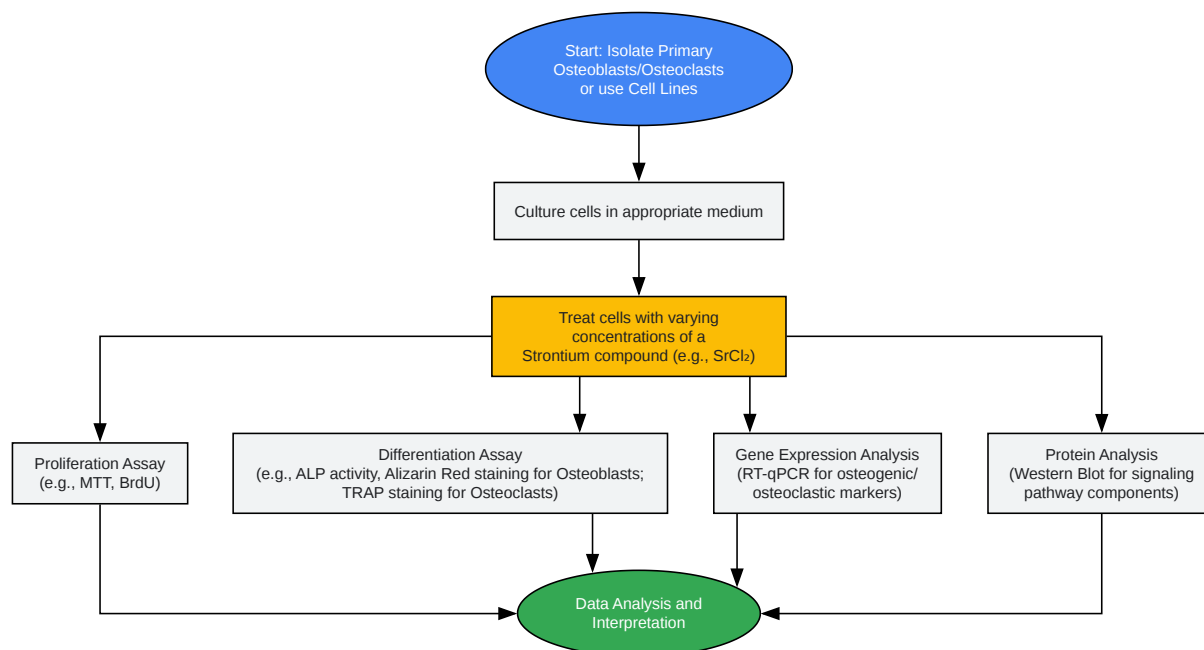 Start: Isolate Primary
Osteoblasts/Osteoclasts
or use Cell Lines
Culture cells in appropriate medium
Treat cells with varying
concentrations of a
Strontium compound (e.g., SrCl₂)
Proliferation Assay
(e.g., MTT, BrdU)
Differentiation Assay
(e.g., ALP activity, Alizarin Red staining for Osteoblasts;
TRAP staining for Osteoclasts)
Gene Expression Analysis
(RT-qPCR for osteogenic/
osteoclastic markers)
Protein Analysis
(Western Blot for signaling
pathway components)
Data Analysis and
Interpretation